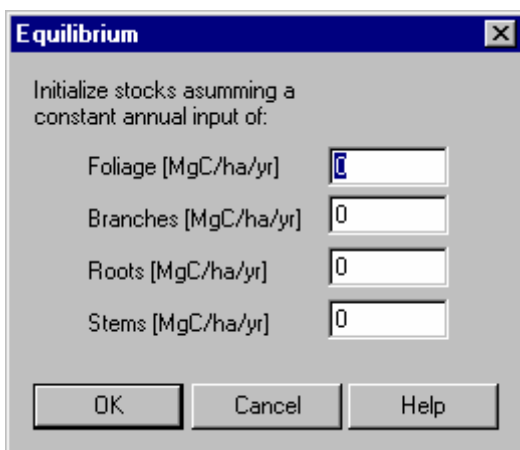 Equilibrium
Initialize stocks asumming a
constant annual input of:
Foliage [MgC/ha/yr] 0
Branches [MgC/ha/yr] 0
Roots [MgC/ha/yr] 0
Stems [MgC/ha/yr] 0
OK Cancel Help